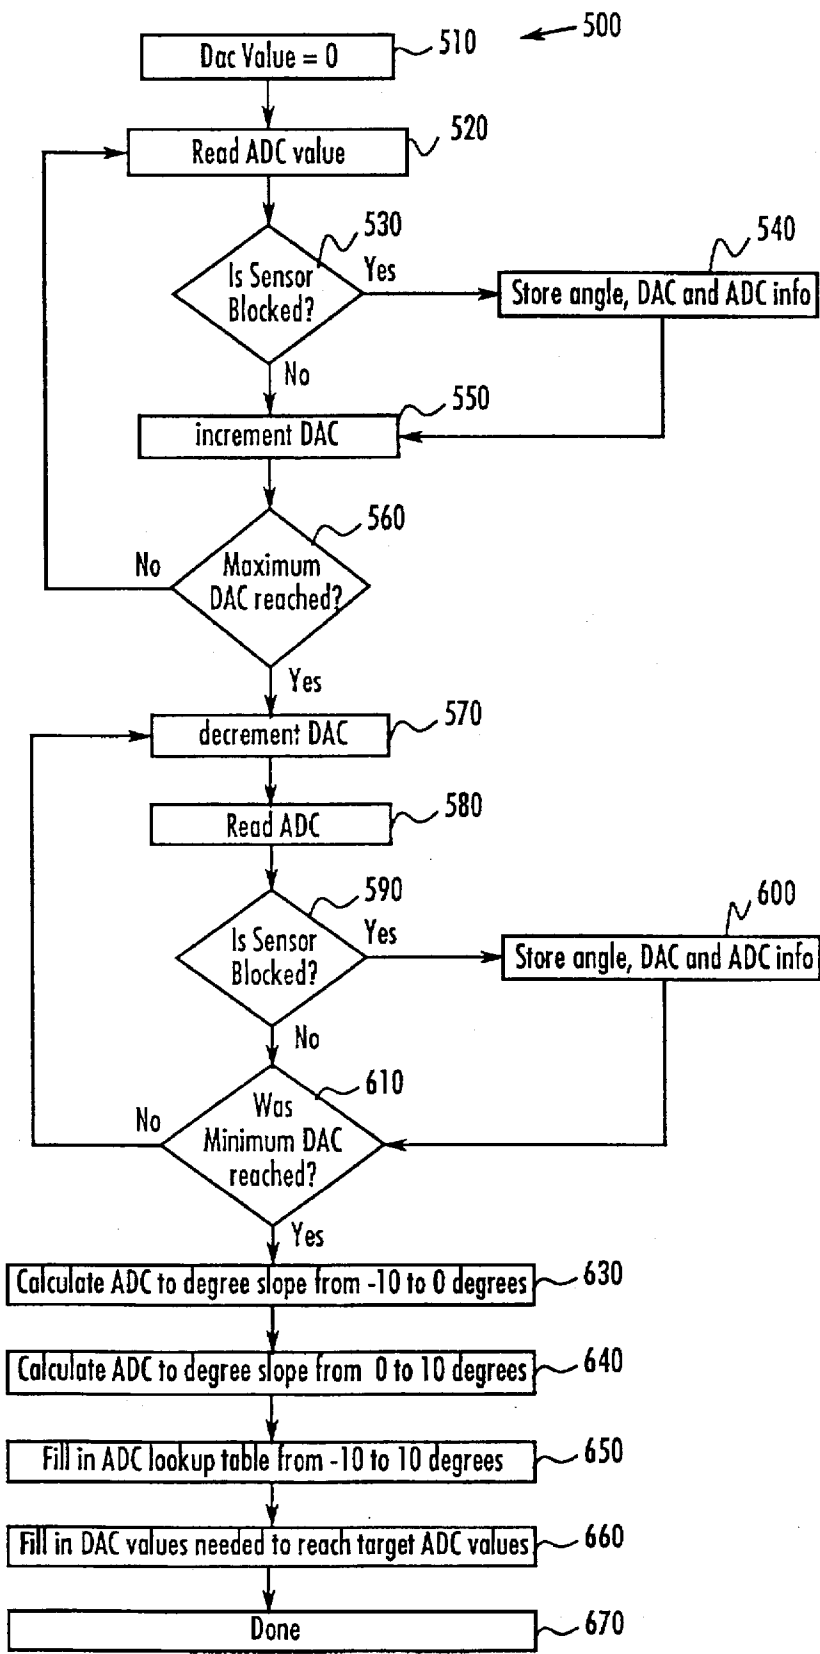 500
Dac Value = 0
510
Read ADC value
520
Is Sensor
Blocked?
530
Yes
No
Store angle, DAC and ADC info
540
increment DAC
550
Maximum
DAC reached?
560
No
Yes
decrement DAC
570
Read ADC
580
Is Sensor
Blocked?
590
Yes
No
Store angle, DAC and ADC info
600
Was
Minimum DAC
reached?
610
No
Yes
Calculate ADC to degree slope from -10 to 0 degrees
630
Calculate ADC to degree slope from 0 to 10 degrees
640
Fill in ADC lookup table from -10 to 10 degrees
650
Fill in DAC values needed to reach target ADC values
660
Done
670